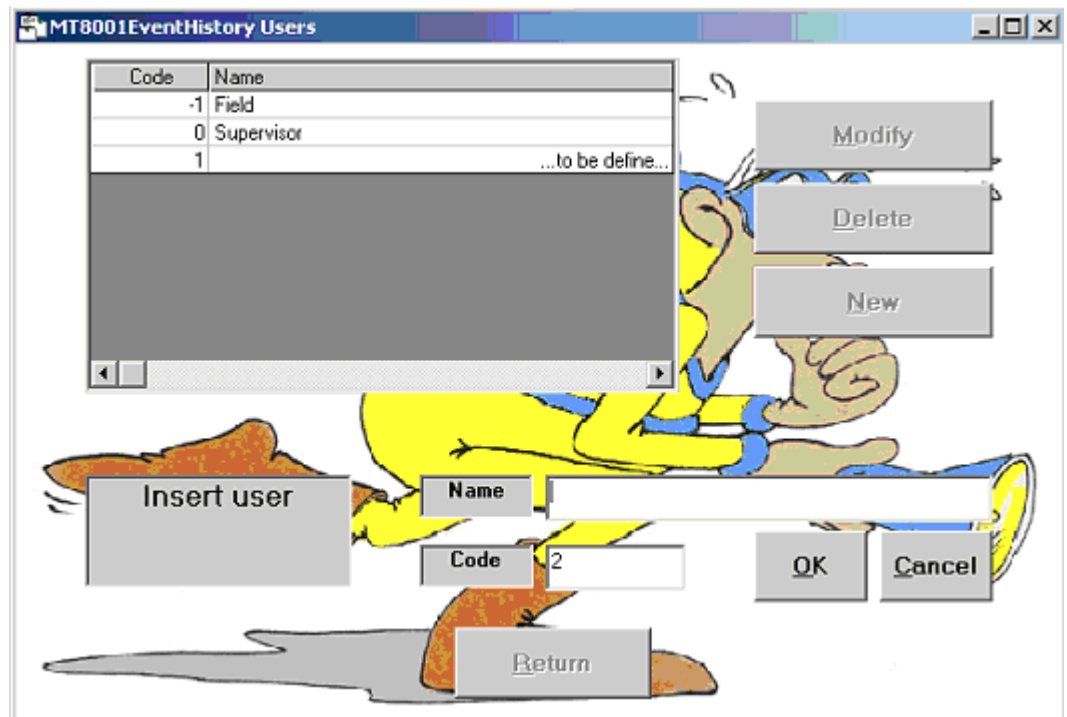 MT8001EventHistory Users
Code Name
-1 Field
0 Supervisor
1 ...to be define...
Modify
Delete
New
Insert user
Name
Code 2
OK Cancel
Return